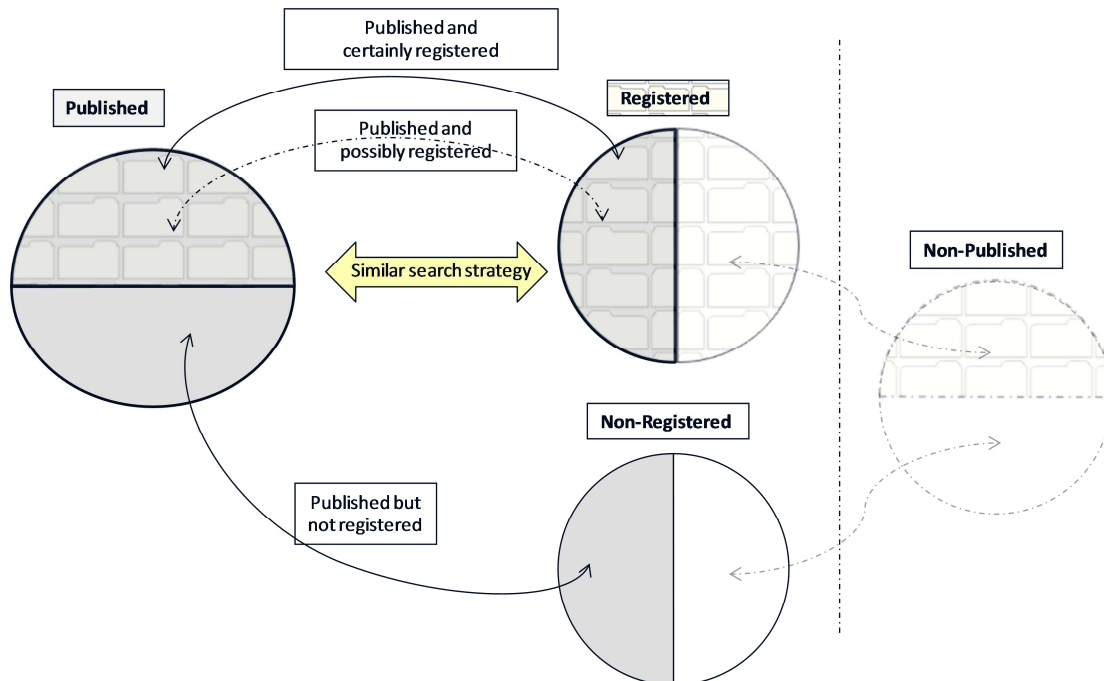 Published and
certainly registered
Published
Registered
Published and
possibly registered
Similar search strategy
Non-Published
Non-Registered
Published but
not registered